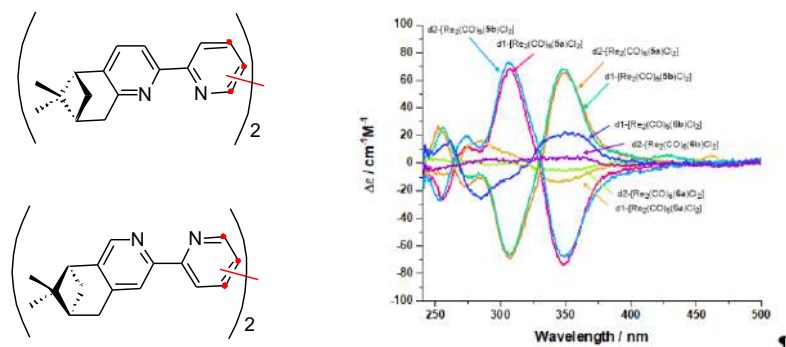 N N
2
N N
2
Δε / cm⁻¹M⁻¹
100
80
60
40
20
0
-20
-40
-60
-80
-100
d2-[Re₂(CO)₆(5b)Cl₂]
d1-[Re₂(CO)₆(5a)Cl₂]
d2-[Re₂(CO)₆(5a)Cl₂]
d1-[Re₂(CO)₆(5b)Cl₂]
d1-[Re₂(CO)₆(6b)Cl₂]
d2-[Re₂(CO)₆(6b)Cl₂]
d2-[Re₂(CO)₆(6a)Cl₂]
d1-[Re₂(CO)₆(6a)Cl₂]
250 300 350 400 450 500
Wavelength / nm